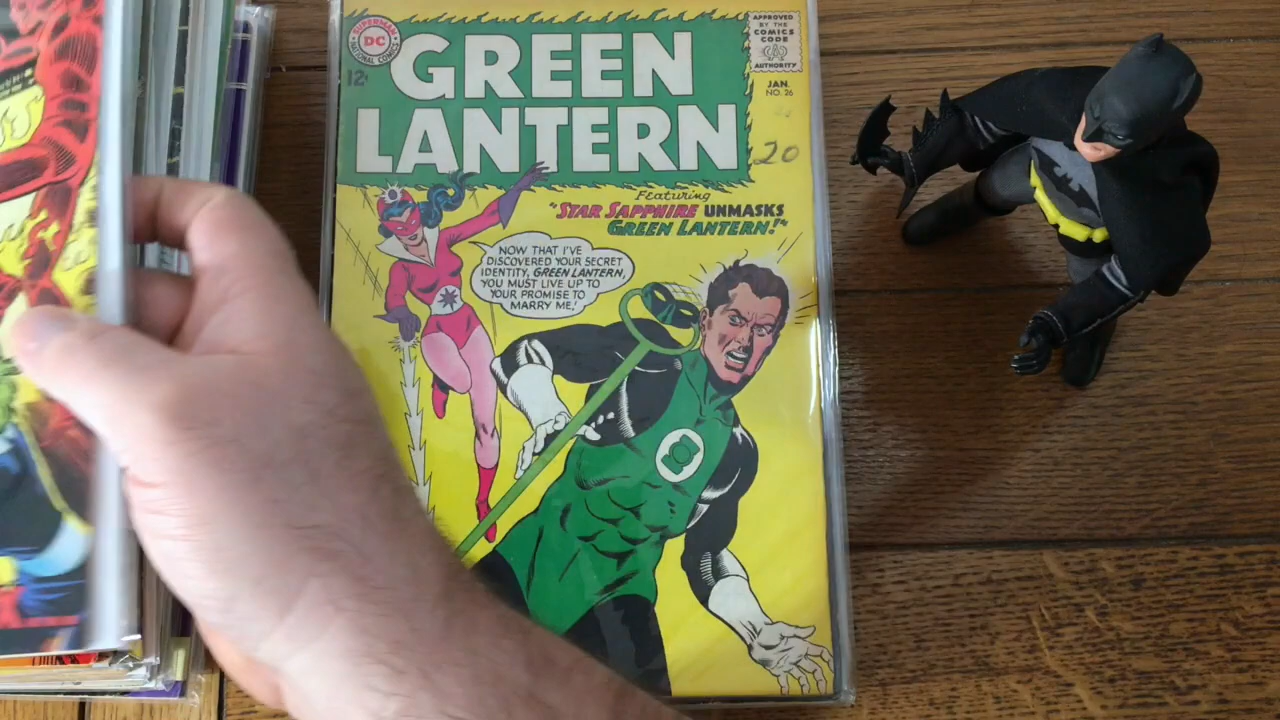 SUPERMAN
DC
NATIONAL COMICS
12¢
GREEN
LANTERN
APPROVED
BY THE
COMICS
CODE
CA
AUTHORITY
JAN.
NO. 26
20
Featuring
"STAR SAPPHIRE UNMASKS
GREEN LANTERN!"
NOW THAT I'VE
DISCOVERED YOUR SECRET
IDENTITY, GREEN LANTERN,
YOU MUST LIVE UP TO
YOUR PROMISE TO
MARRY ME!